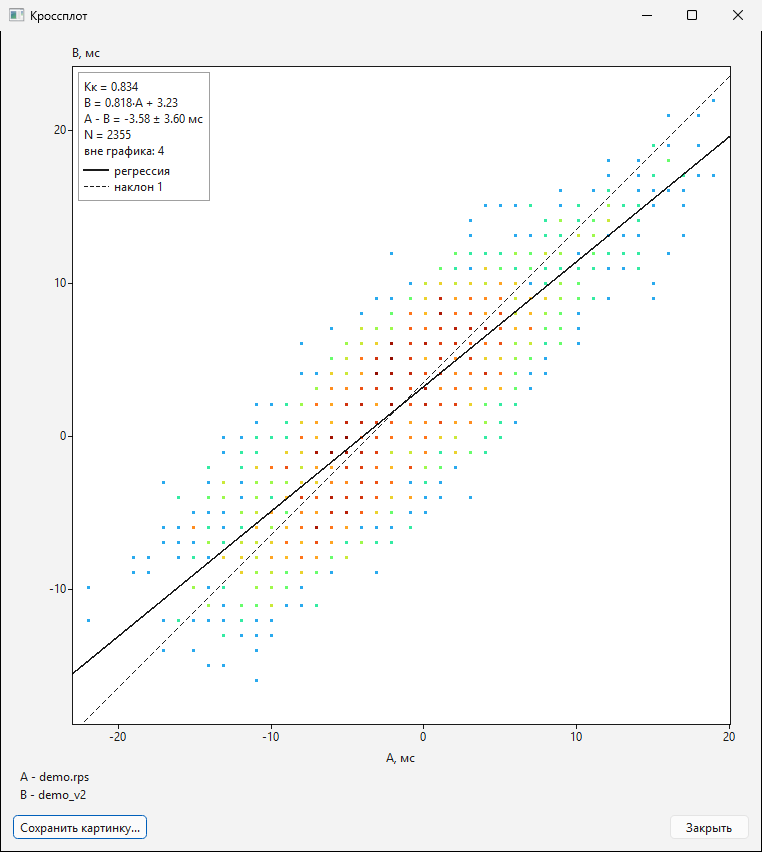 Кроссплот
B, мс
Кк = 0.834
B = 0.818·A + 3.23
A - B = -3.58 ± 3.60 мс
N = 2355
вне графика: 4
регрессия
наклон 1
20
10
0
-10
-20
-10
0
10
20
A, мс
A - demo.rps
B - demo_v2
Сохранить картинку...
Закрыть